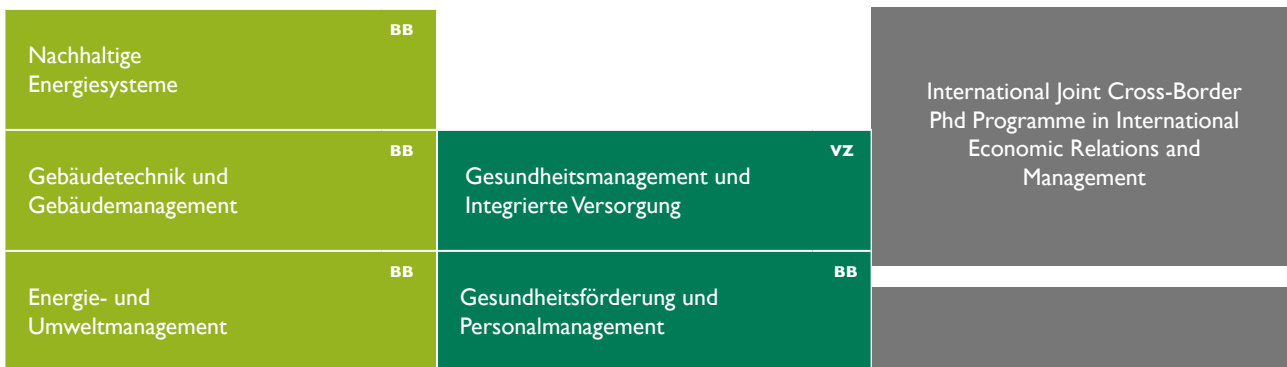 BB
Nachhaltige
Energiesysteme
BB
Gebäudetechnik und
Gebäudemanagement
BB
Energie- und
Umweltmanagement
VZ
Gesundheitsmanagement und
Integrierte Versorgung
BB
Gesundheitsförderung und
Personalmanagement
International Joint Cross-Border
Phd Programme in International
Economic Relations and
Management